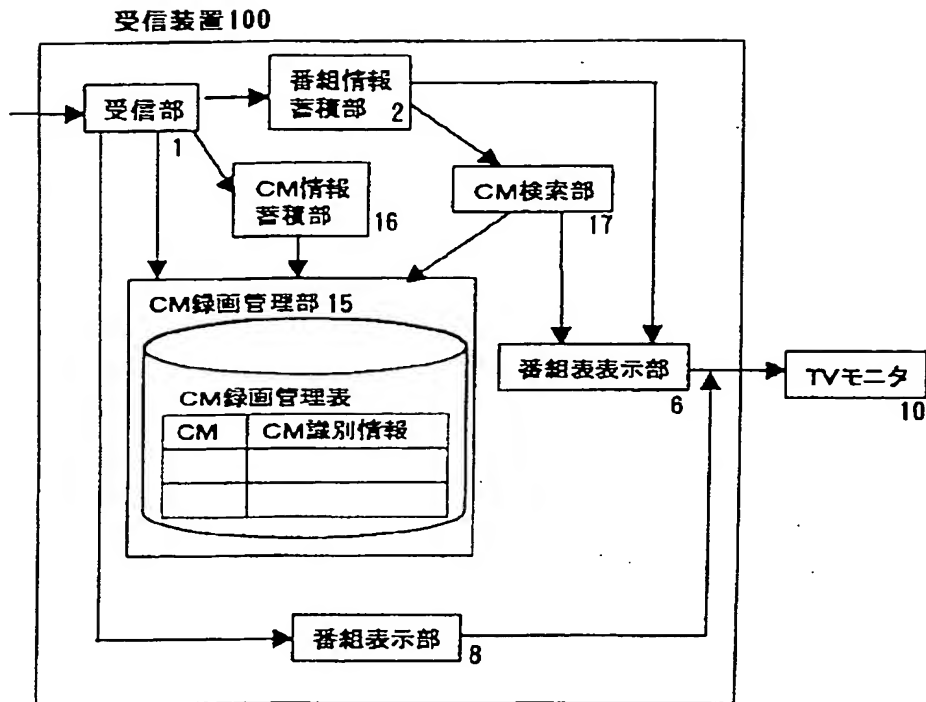 受信装置100
受信部
1
番組情報
蓄積部
2
CM情報
蓄積部
16
CM検索部
17
CM録画管理部 15
CM録画管理表
CM
CM識別情報
番組表表示部
6
TVモニタ
10
番組表示部
8